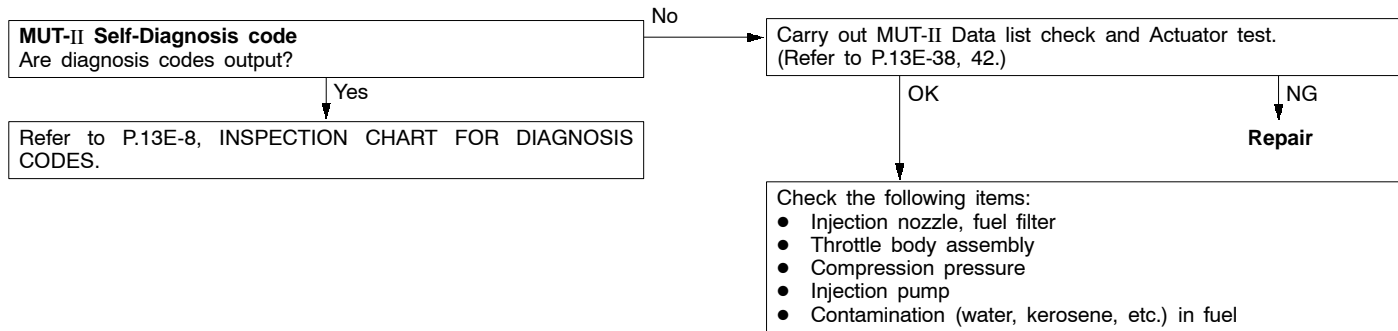 MUT-II Self-Diagnosis code
Are diagnosis codes output?
No
Carry out MUT-II Data list check and Actuator test.
(Refer to P.13E-38, 42.)
Yes
OK
NG
Refer to P.13E-8, INSPECTION CHART FOR DIAGNOSIS
CODES.
Repair
Check the following items:
● Injection nozzle, fuel filter
● Throttle body assembly
● Compression pressure
● Injection pump
● Contamination (water, kerosene, etc.) in fuel